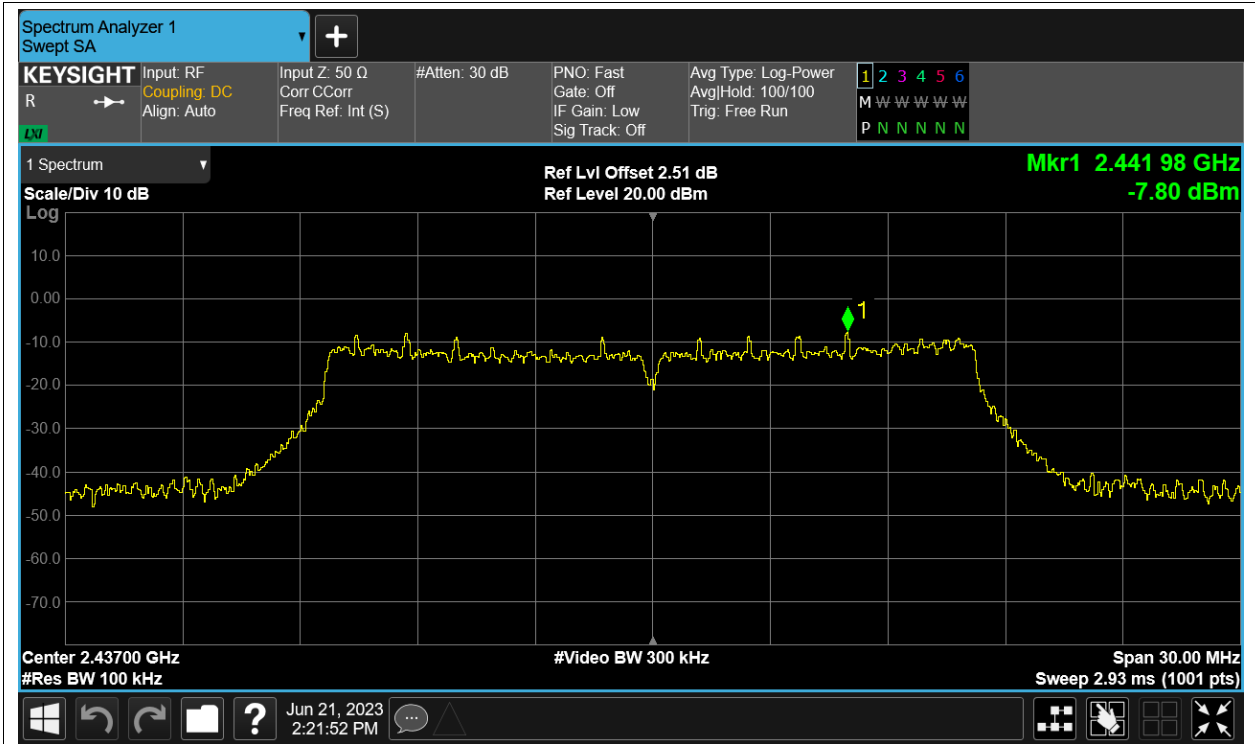 Spectrum Analyzer 1
Swept SA
KEYSIGHT
R
LXI
Input: RF
Coupling: DC
Align: Auto
Input Z: 50 Ω
Corr CCorr
Freq Ref: Int (S)
#Atten: 30 dB
PNO: Fast
Gate: Off
IF Gain: Low
Sig Track: Off
Avg Type: Log-Power
Avg|Hold: 100/100
Trig: Free Run
1 2 3 4 5 6
M W W W W W
P N N N N N
1 Spectrum
Scale/Div 10 dB
Log
Ref Lvl Offset 2.51 dB
Ref Level 20.00 dBm
Mkr1 2.441 98 GHz
-7.80 dBm
10.0
0.00
1
-10.0
-20.0
-30.0
-40.0
-50.0
-60.0
-70.0
Center 2.43700 GHz
#Video BW 300 kHz
Span 30.00 MHz
#Res BW 100 kHz
Sweep 2.93 ms (1001 pts)
?
Jun 21, 2023
2:21:52 PM